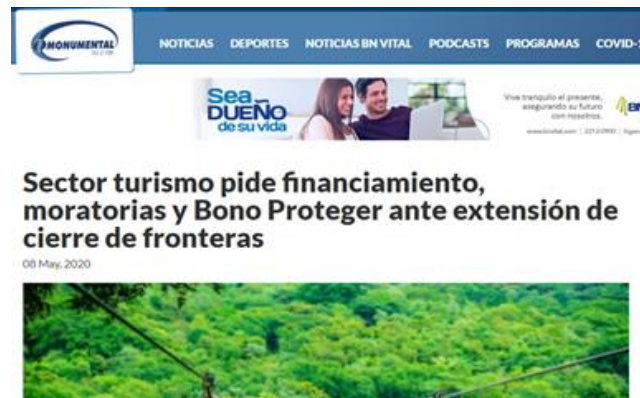 MONUMENTAL
NOTICIAS DEPORTES NOTICIAS BN VITAL PODCASTS PROGRAMAS COVID-
Sea
DUEÑO
de su vida
Viva tranquilo el presente,
asegurando su futuro
con nosotros.
Sector turismo pide financiamiento,
moratorias y Bono Proteger ante extensión de
cierre de fronteras
08 May, 2020